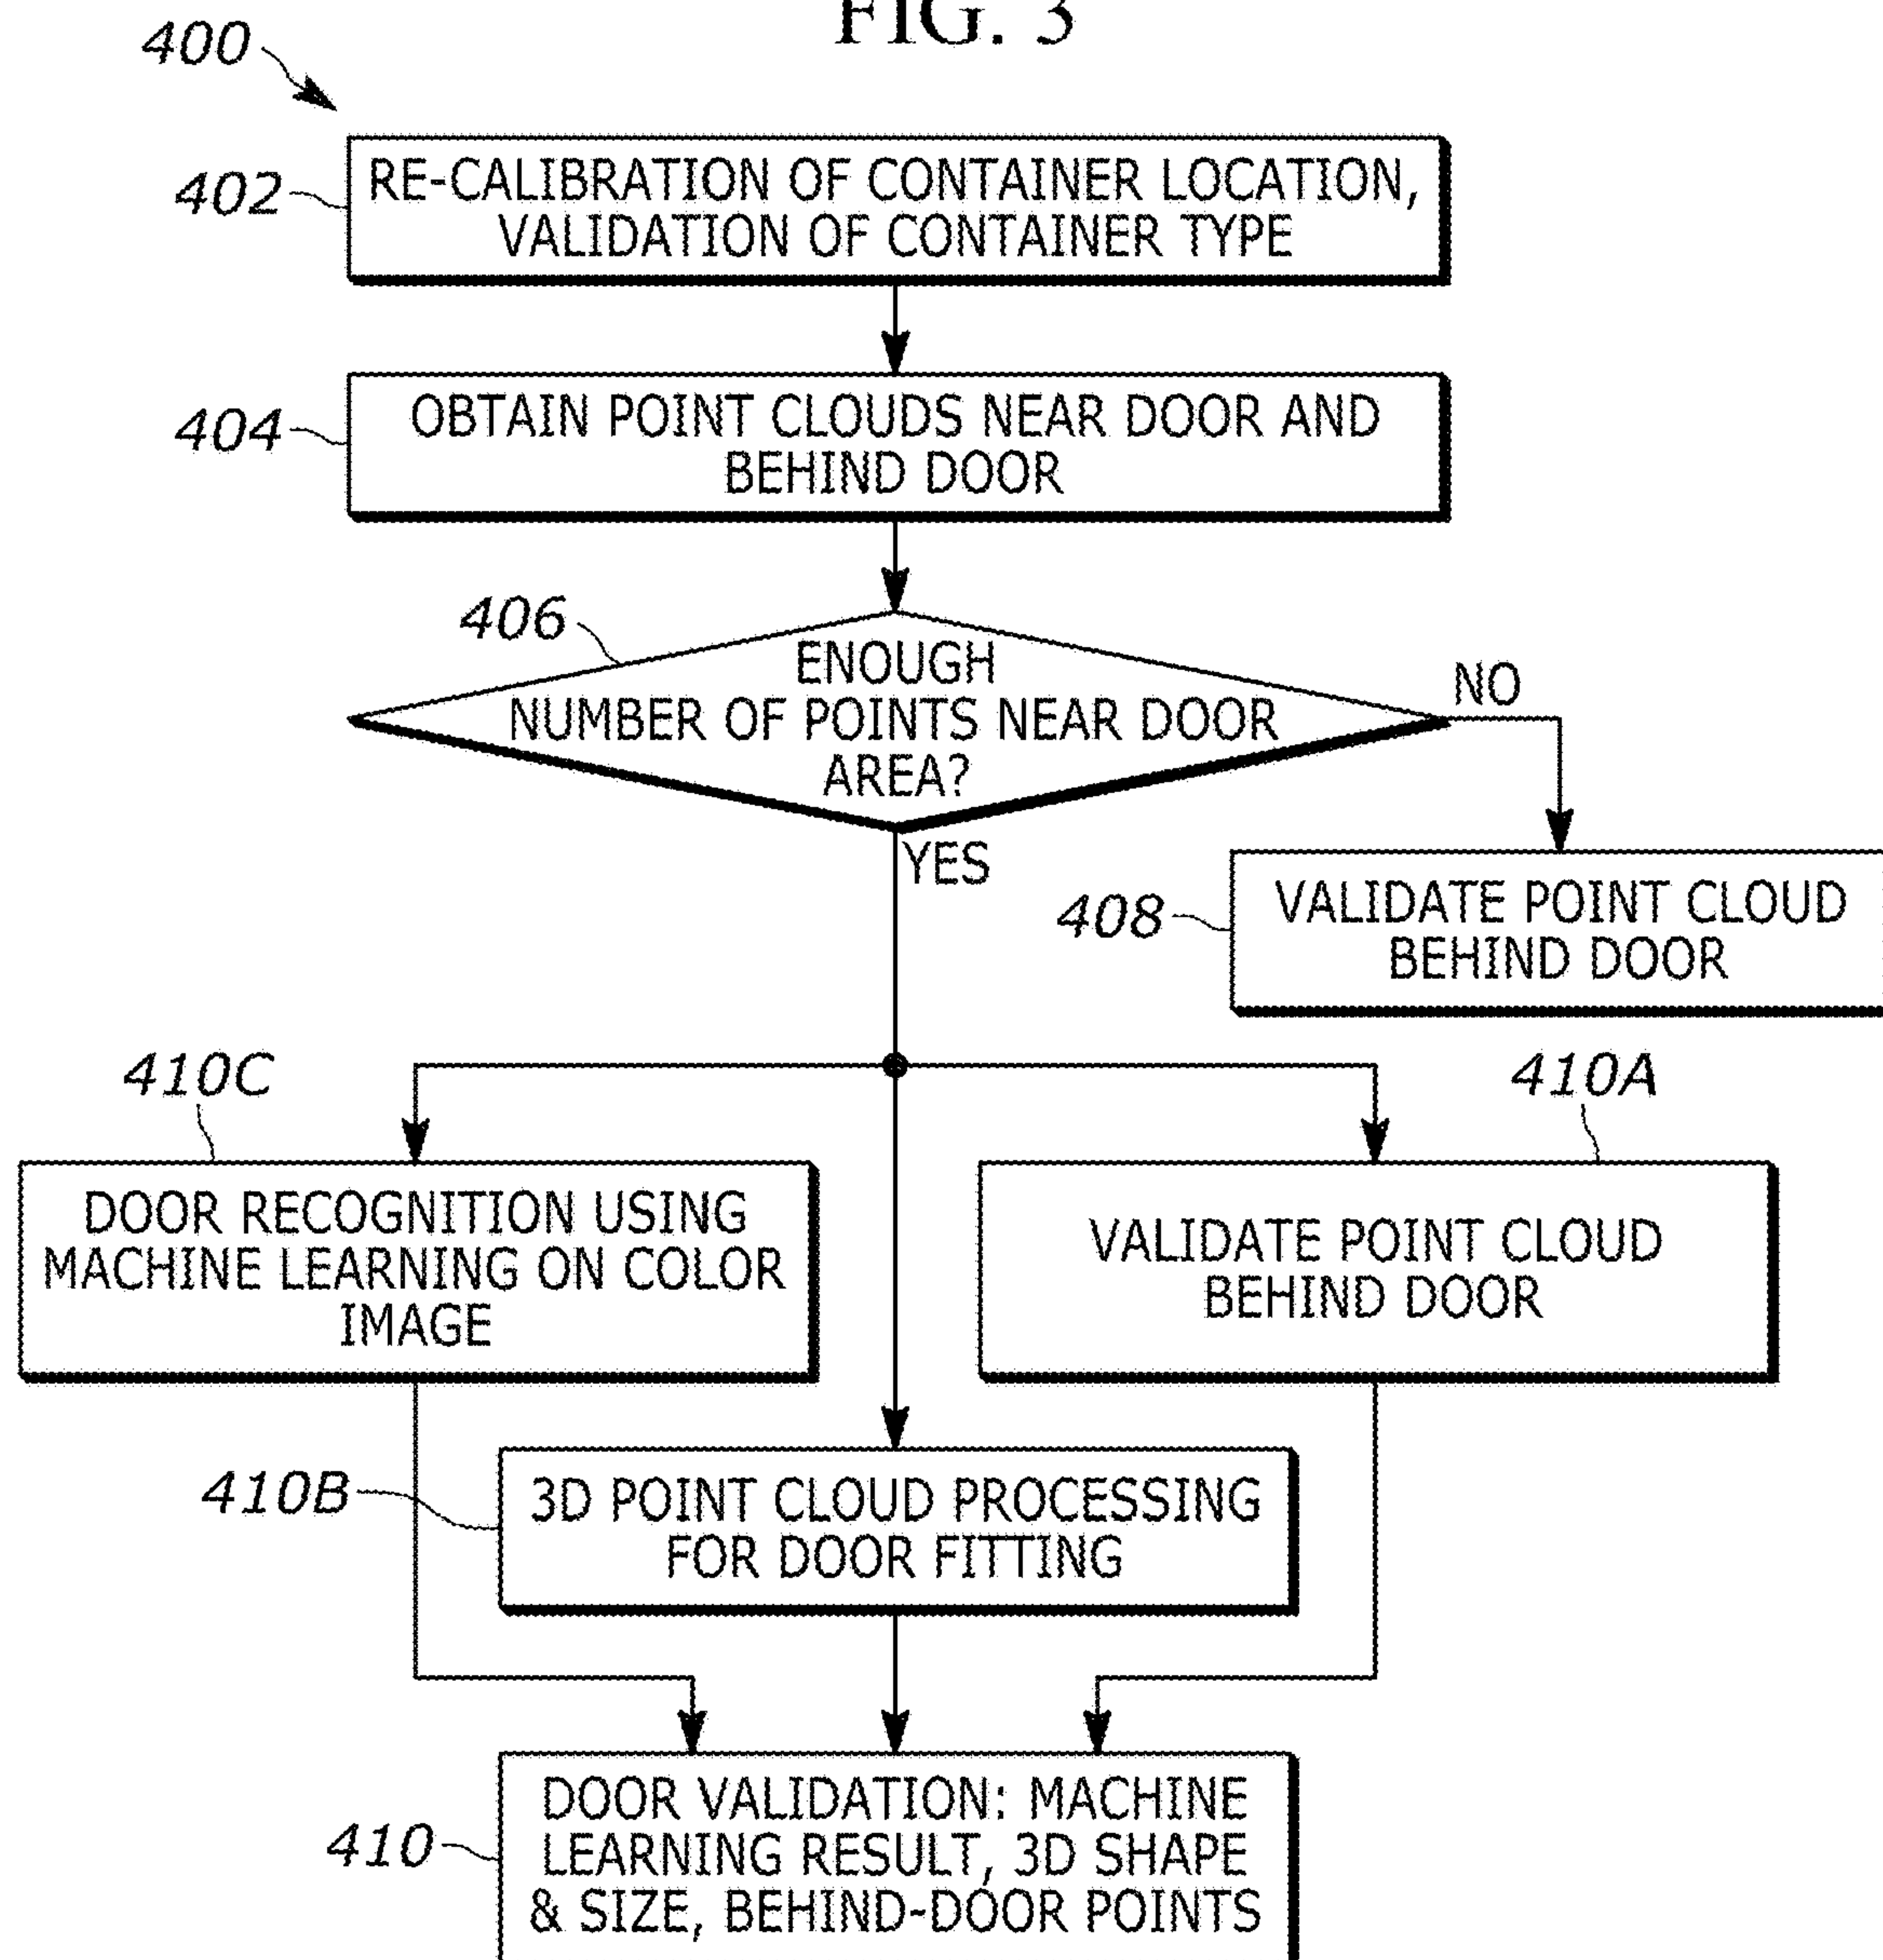 FIG. 3
400
402
RE-CALIBRATION OF CONTAINER LOCATION,
VALIDATION OF CONTAINER TYPE
404
OBTAIN POINT CLOUDS NEAR DOOR AND
BEHIND DOOR
406
ENOUGH
NUMBER OF POINTS NEAR DOOR
AREA?
NO
YES
408
VALIDATE POINT CLOUD
BEHIND DOOR
410C
410A
DOOR RECOGNITION USING
MACHINE LEARNING ON COLOR
IMAGE
VALIDATE POINT CLOUD
BEHIND DOOR
410B
3D POINT CLOUD PROCESSING
FOR DOOR FITTING
410
DOOR VALIDATION: MACHINE
LEARNING RESULT, 3D SHAPE
& SIZE, BEHIND-DOOR POINTS